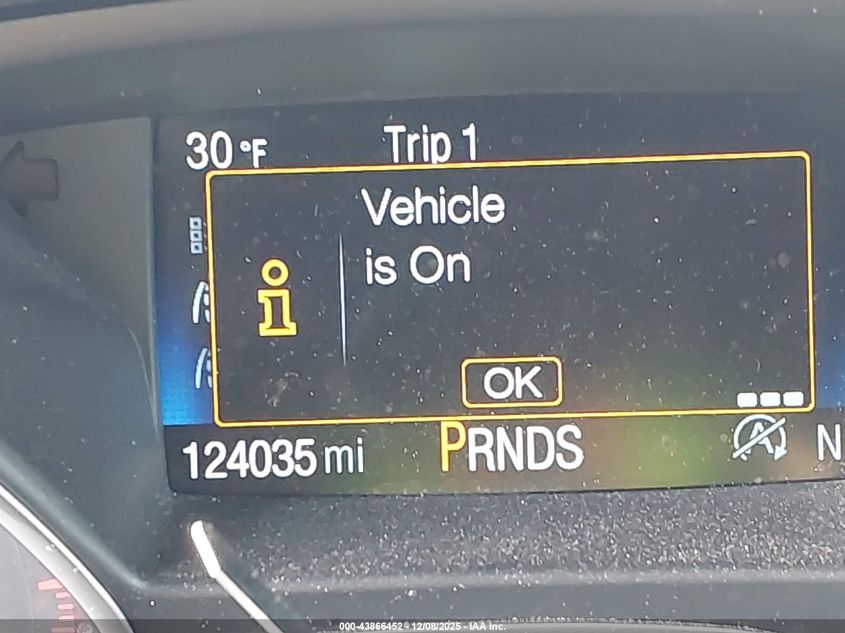 30 °F Trip 1
Vehicle
is On
OK
124035 mi PRNDS N
000-43866452 - 12/08/2025 - IAA Inc.